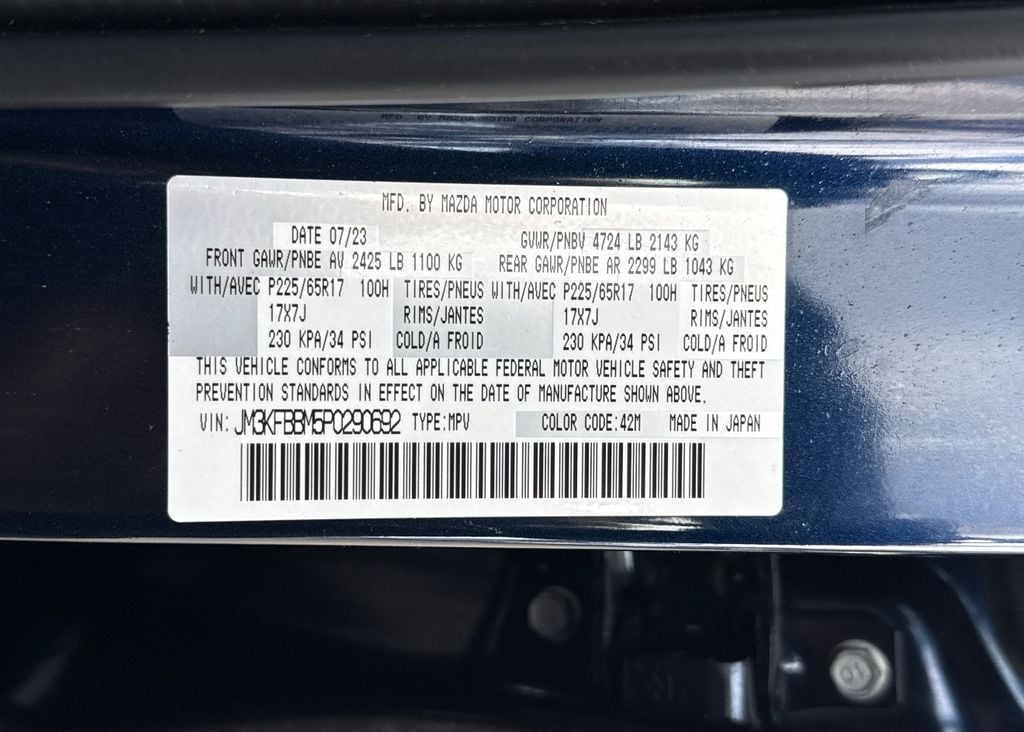 MFD. BY MAZDA MOTOR CORPORATION
MFD. BY MAZDA MOTOR CORPORATION
DATE 07/23 GVWR/PNBV 4724 LB 2143 KG
FRONT GAWR/PNBE AV 2425 LB 1100 KG REAR GAWR/PNBE AR 2299 LB 1043 KG
WITH/AVEC P225/65R17 100H TIRES/PNEUS WITH/AVEC P225/65R17 100H TIRES/PNEUS
17X7J RIMS/JANTES 17X7J RIMS/JANTES
230 KPA/34 PSI COLD/A FROID 230 KPA/34 PSI COLD/A FROID
THIS VEHICLE CONFORMS TO ALL APPLICABLE FEDERAL MOTOR VEHICLE SAFETY AND THEFT
PREVENTION STANDARDS IN EFFECT ON THE DATE OF MANUFACTURE SHOWN ABOVE.
VIN: JM3KFBBM5P0290692 TYPE:MPV COLOR CODE:42M MADE IN JAPAN